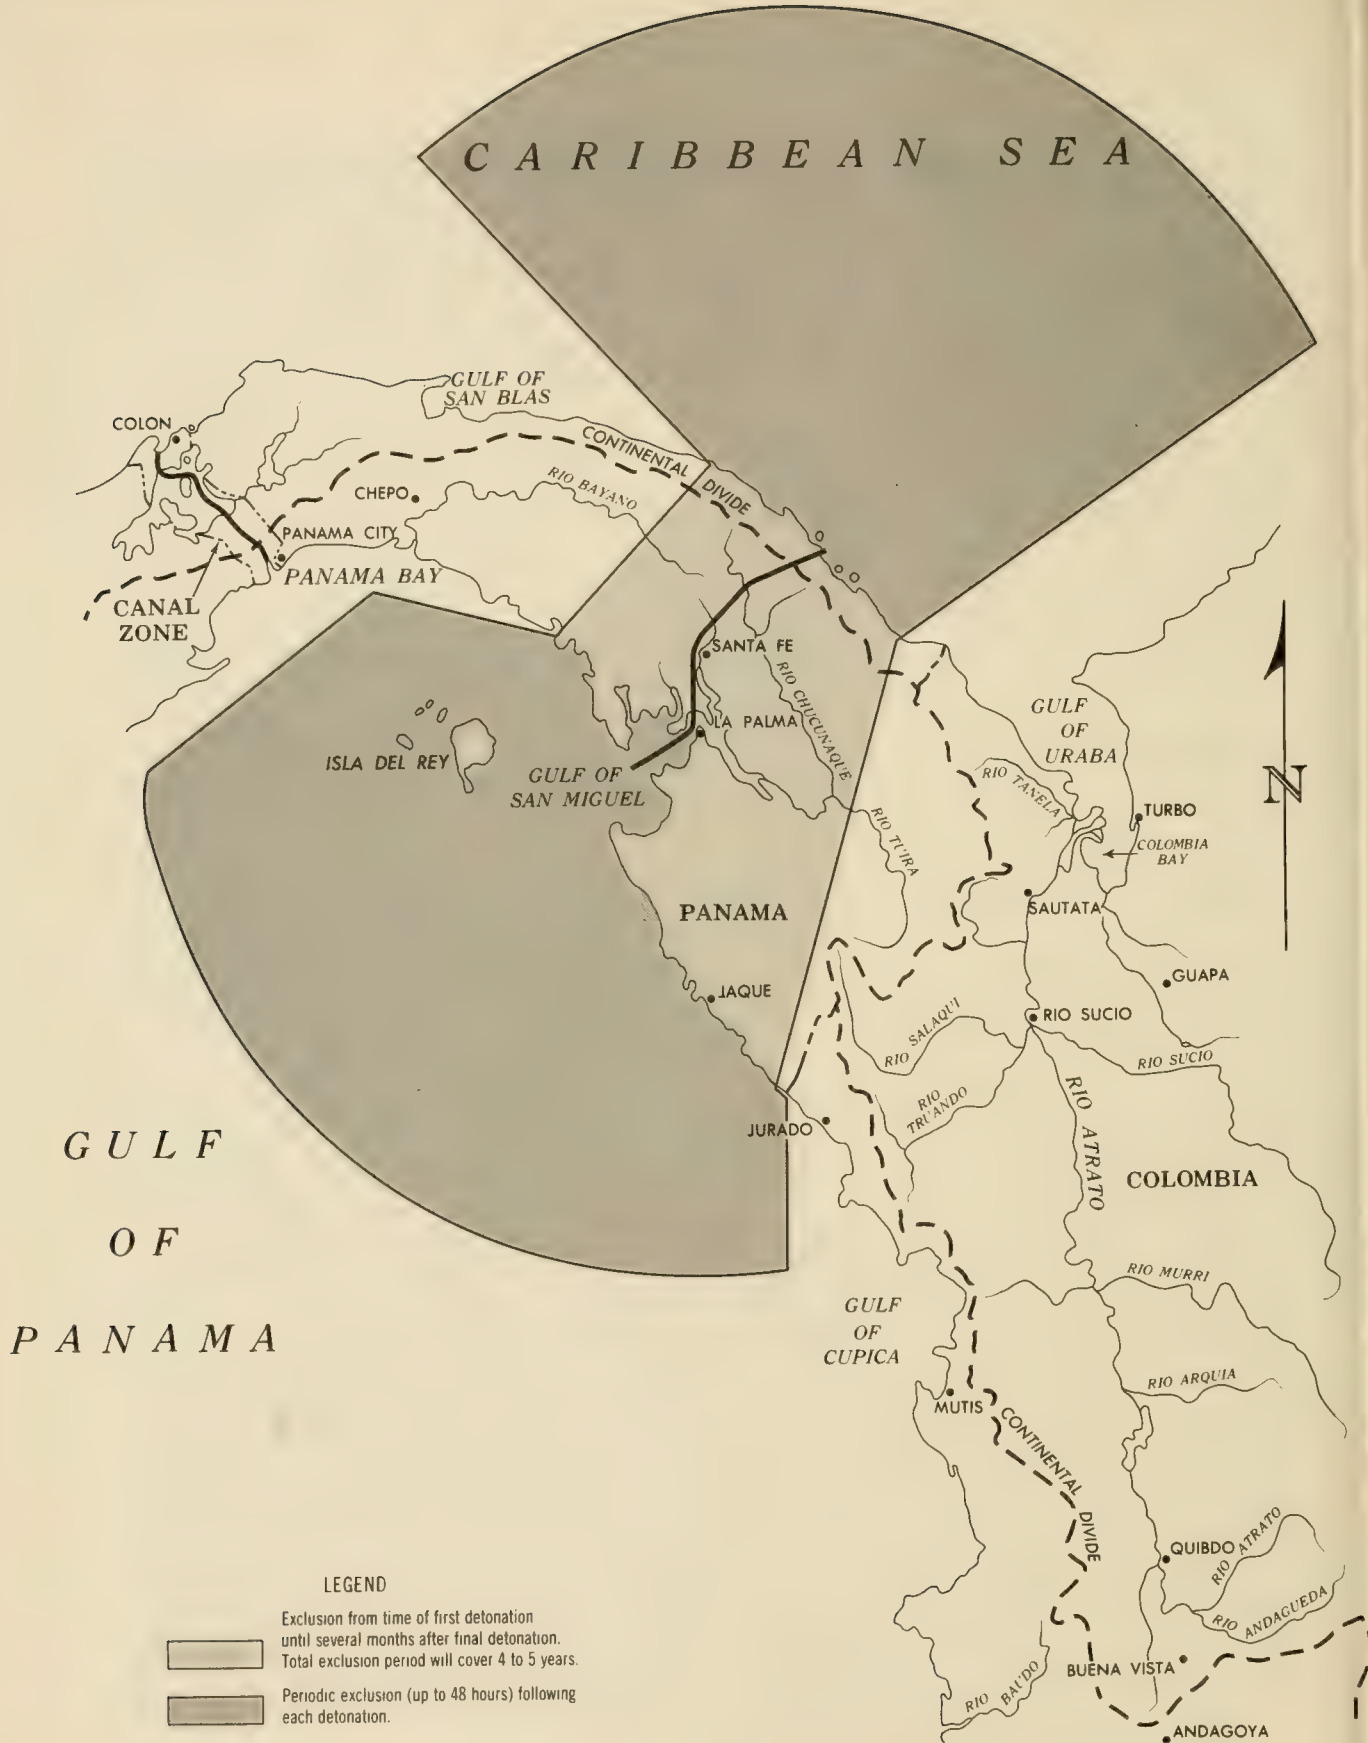 CARIBBEAN SEA
GULF OF
SAN BLAS
COLON
CONTINENTAL
DIVIDE
RIO BAYANO
CHEPO
PANAMA CITY
PANAMA BAY
CANAL
ZONE
SANTA FE
RIO CHUCUNAQUE
LA PALMA
GULF
OF
URABA
ISLA DEL REY
GULF OF
SAN MIGUEL
RIO TANELA
N
TURBO
RIO TUIRA
COLOMBIA
BAY
PANAMA
SAUTATA
GUAPA
JAQUE
RIO SALAQUI
RIO SUCIO
RIO SUCIO
RIO
TRUANDO
RIO ATRATO
JURADO
GULF
OF
PANAMA
COLOMBIA
RIO MURRI
GULF
OF
CUPICA
RIO ARQUIA
MUTIS
CONTINENTAL
DIVIDE
QUIBDO
RIO ATRATO
RIO ANDAGUEDA
BUENA VISTA
RIO BAUDO
ANDAGOYA
LEGEND
Exclusion from time of first detonation
until several months after final detonation.
Total exclusion period will cover 4 to 5 years.
Periodic exclusion (up to 48 hours) following
each detonation.